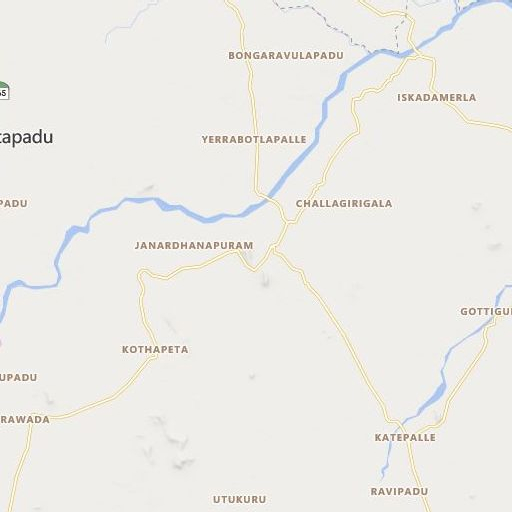 BONGARAVULAPADU
ISKADAMERLA
tapadu
YERRABOTLAPALLE
PADU
CHALLAGIRIGALA
JANARDHANAPURAM
GOTTIGU
KOTHAPETA
UPADU
RAWADA
KATEPALLE
RAVIPADU
UTUKURU